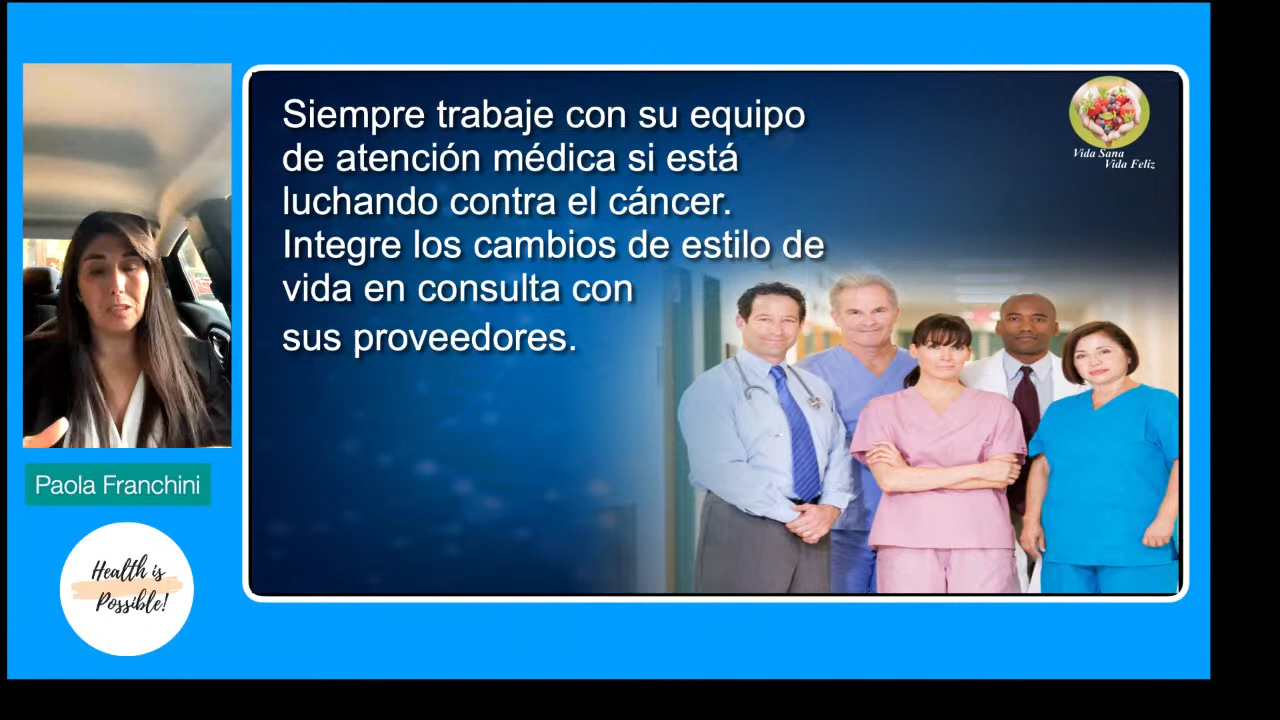 Siempre trabaje con su equipo
de atención médica si está
luchando contra el cáncer.
Integre los cambios de estilo de
vida en consulta con
sus proveedores.
Vida Sana
Vida Feliz
Paola Franchini
Health is
Possible!